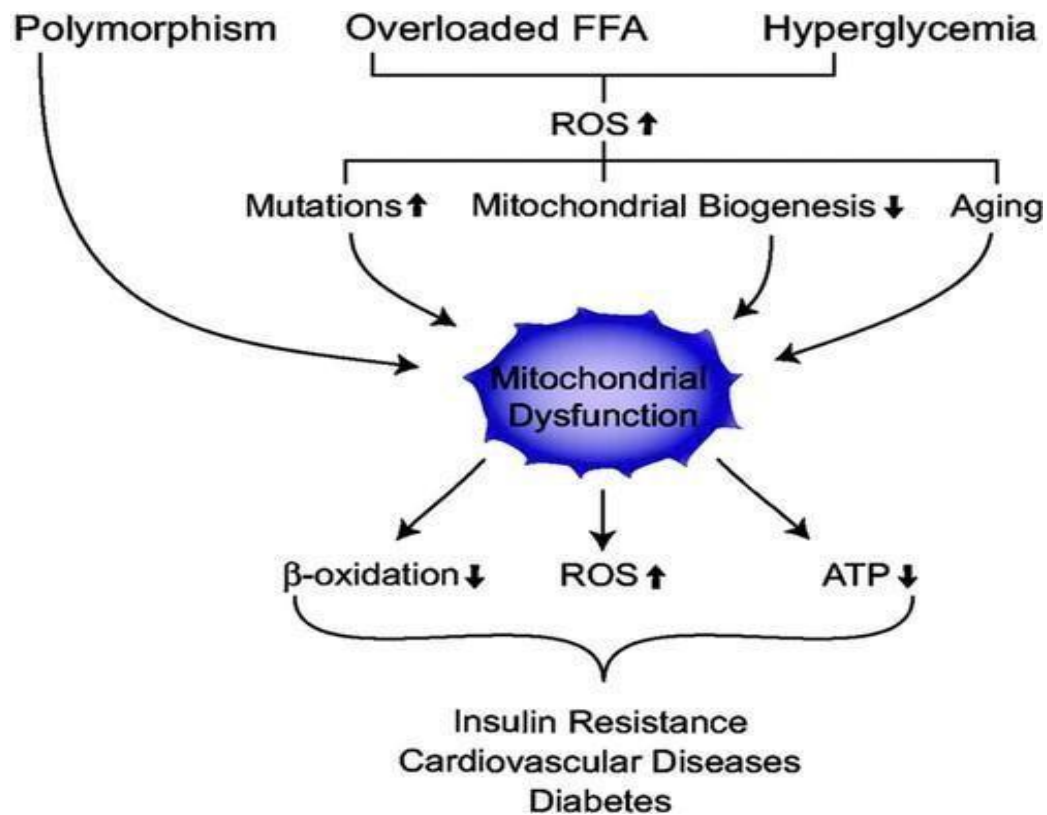 Polymorphism Overloaded FFA Hyperglycemia
ROS ↑
Mutations ↑ Mitochondrial Biogenesis ↓ Aging
Mitochondrial
Dysfunction
β-oxidation ↓ ROS ↑ ATP ↓
Insulin Resistance
Cardiovascular Diseases
Diabetes